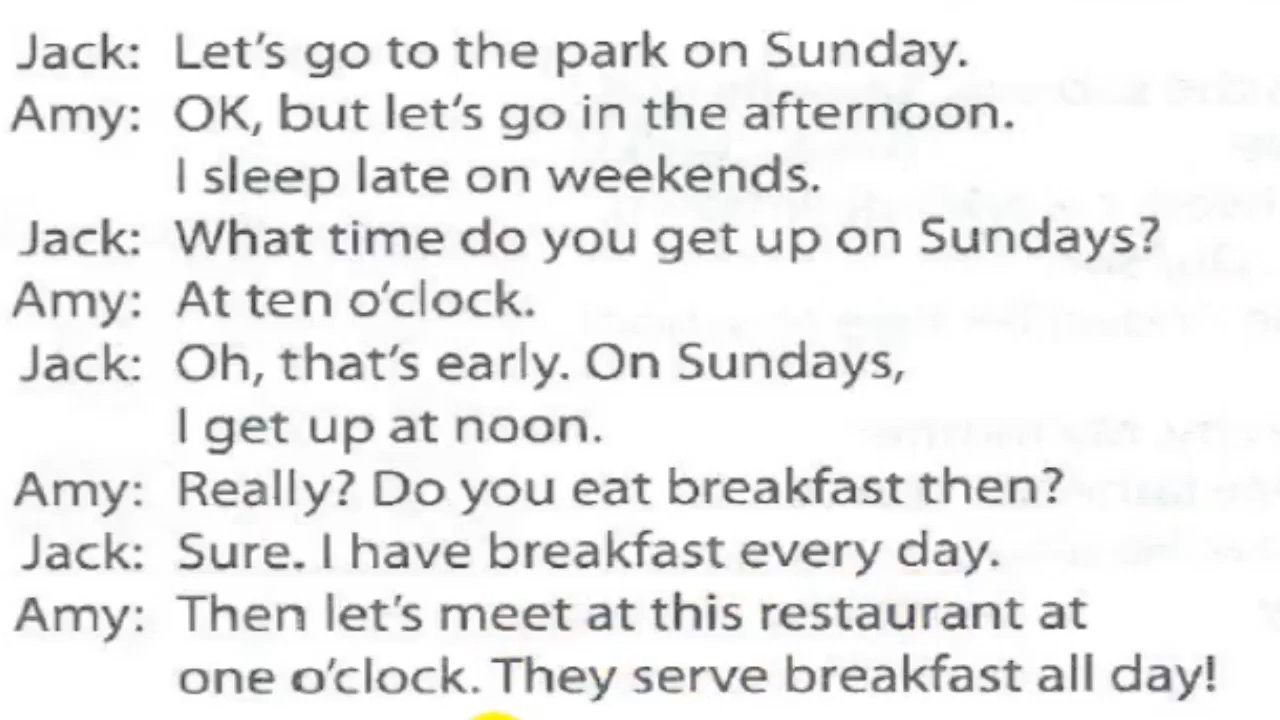 Jack: Let's go to the park on Sunday.
Amy: OK, but let's go in the afternoon.
I sleep late on weekends.
Jack: What time do you get up on Sundays?
Amy: At ten o'clock.
Jack: Oh, that's early. On Sundays,
I get up at noon.
Amy: Really? Do you eat breakfast then?
Jack: Sure. I have breakfast every day.
Amy: Then let's meet at this restaurant at
one o'clock. They serve breakfast all day!